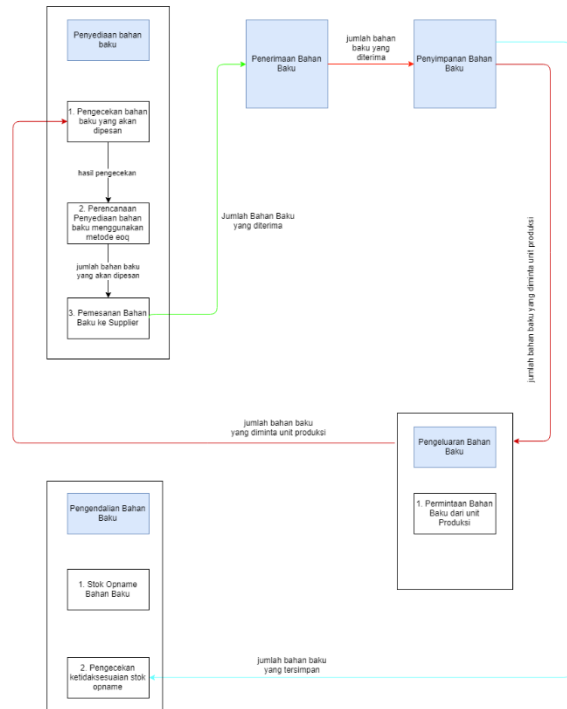 Penyediaan bahan
baku
1. Pengecekan bahan
baku yang akan
dipesan
hasil pengecekan
2. Perencanaan
Penyediaan bahan
baku menggunakan
metode eoq
jumlah bahan baku
yang akan dipesan
3. Pemesanan Bahan
Baku ke Supplier
Jumlah Bahan Baku
yang diterima
Penerimaan Bahan
Baku
jumlah bahan
baku yang
diterima
Penyimpanan Bahan
Baku
jumlah bahan baku yang diminta unit produksi
jumlah bahan baku
yang diminta unit produksi
Pengeluaran Bahan
Baku
1. Permintaan Bahan
Baku dari unit
Produksi
Pengendalian Bahan
Baku
1. Stok Opname
Bahan Baku
2. Pengecekan
ketidaksesuaian stok
opname
jumlah bahan baku
yang tersimpan